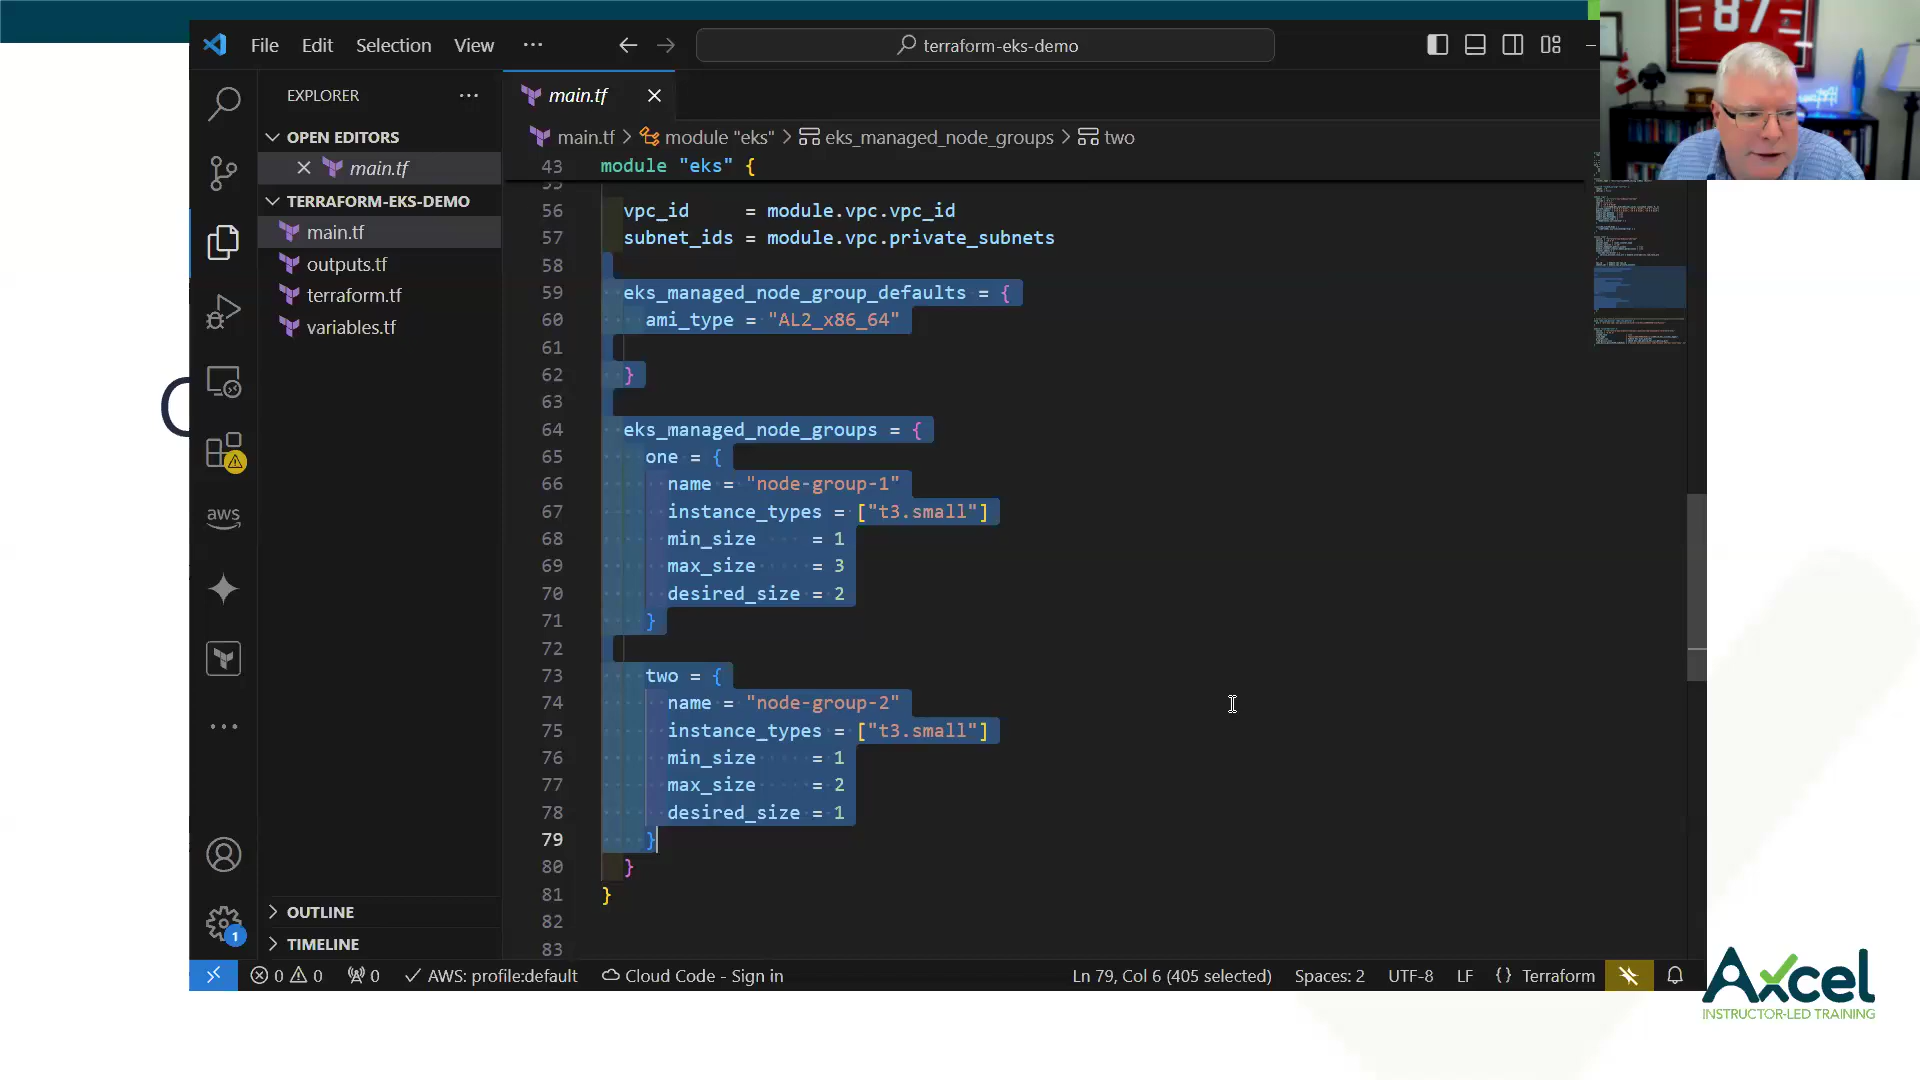 File Edit Selection View ···
terraform-eks-demo
87
EXPLORER ···
OPEN EDITORS
main.tf
TERRAFORM-EKS-DEMO
main.tf
outputs.tf
terraform.tf
variables.tf
aws
OUTLINE
TIMELINE
main.tf
main.tf > module "eks" > eks_managed_node_groups > two
43 module "eks" {
55
56 vpc_id     = module.vpc.vpc_id
57 subnet_ids = module.vpc.private_subnets
58
59 eks_managed_node_group_defaults = {
60 ami_type = "AL2_x86_64"
61
62 }
63
64 eks_managed_node_groups = {
65 one = {
66 name = "node-group-1"
67 instance_types = ["t3.small"]
68 min_size     = 1
69 max_size     = 3
70 desired_size = 2
71 }
72
73 two = {
74 name = "node-group-2"
75 instance_types = ["t3.small"]
76 min_size     = 1
77 max_size     = 2
78 desired_size = 1
79 }
80 }
81 }
82
83
1
0 0 0 AWS: profile:default Cloud Code - Sign in Ln 79, Col 6 (405 selected) Spaces: 2 UTF-8 LF {} Terraform
Axcel
INSTRUCTOR-LED TRAINING